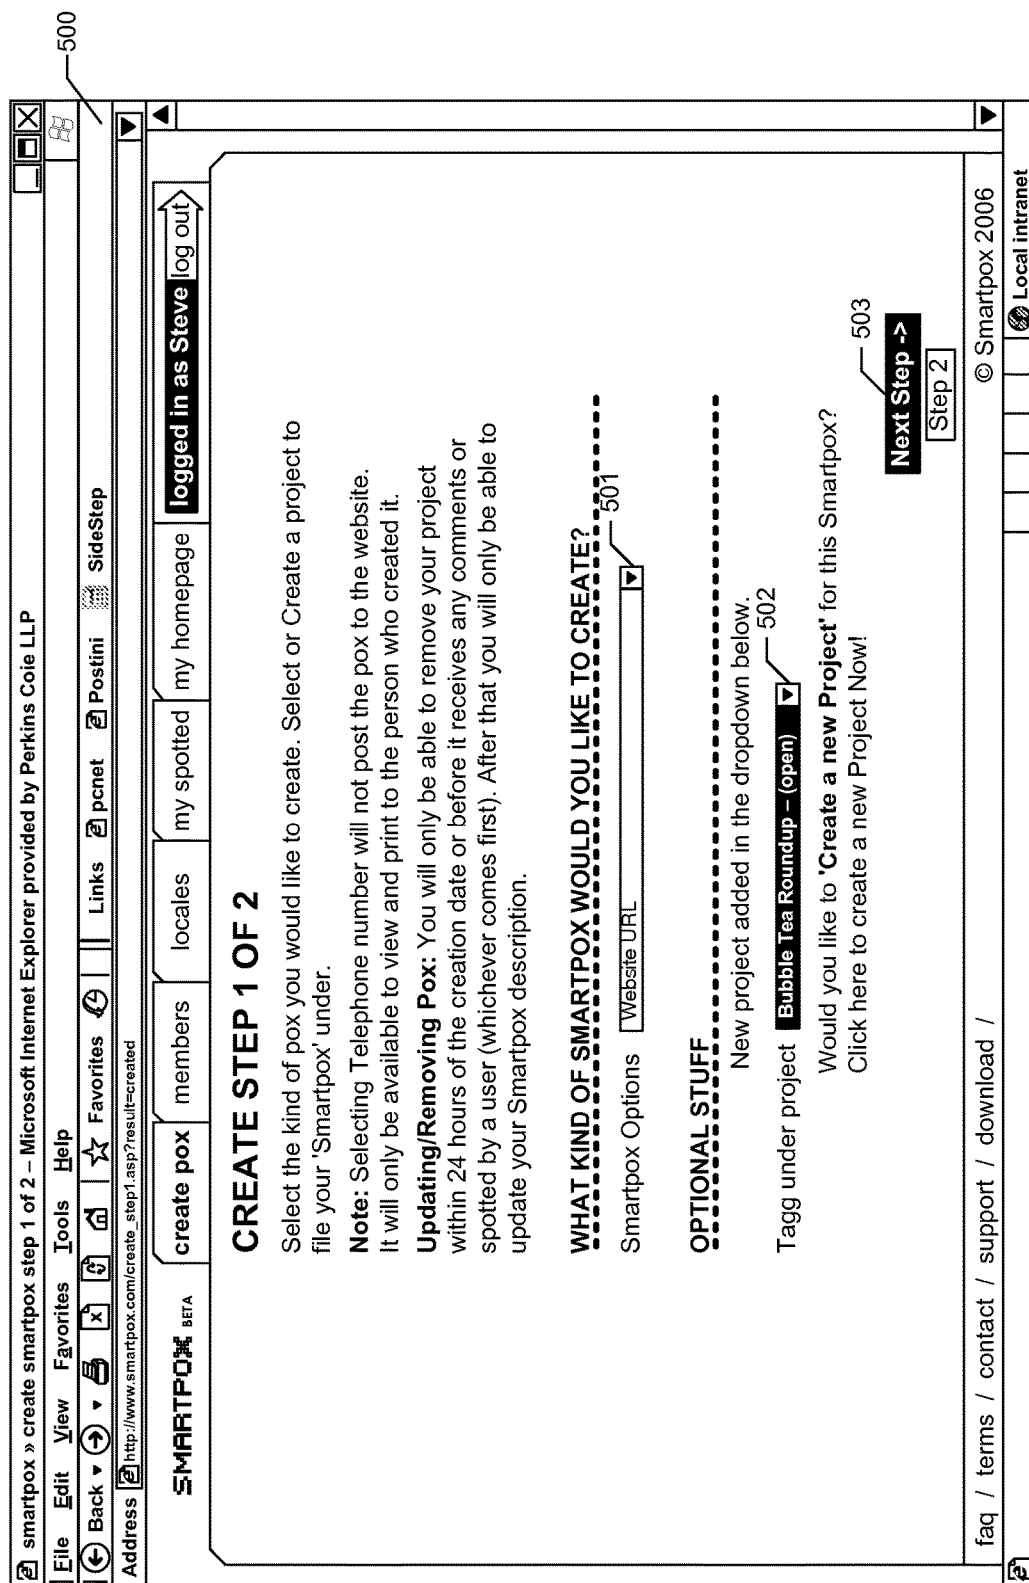 smartpox » create smartpox step 1 of 2 – Microsoft Internet Explorer provided by Perkins Coie LLP
File Edit View Favorites Tools Help
500
Back Favorites Links pcnet Postini SideStep
Address http://www.smartpox.com/create_step1.asp?result=created
SMARTPOX BETA
create pox members locales my spotted my homepage logged in as Steve log out
CREATE STEP 1 OF 2
Select the kind of pox you would like to create. Select or Create a project to
file your 'Smartpox' under.
Note: Selecting Telephone number will not post the pox to the website.
It will only be available to view and print to the person who created it.
Updating/Removing Pox: You will only be able to remove your project
within 24 hours of the creation date or before it receives any comments or
spotted by a user (whichever comes first). After that you will only be able to
update your Smartpox description.
WHAT KIND OF SMARTPOX WOULD YOU LIKE TO CREATE?
501
Smartpox Options Website URL
OPTIONAL STUFF
New project added in the dropdown below.
502
Tagg under project Bubble Tea Roundup – (open)
Would you like to 'Create a new Project' for this Smartpox?
Click here to create a new Project Now!
503
Next Step ->
Step 2
faq / terms / contact / support / download / © Smartpox 2006
Local intranet